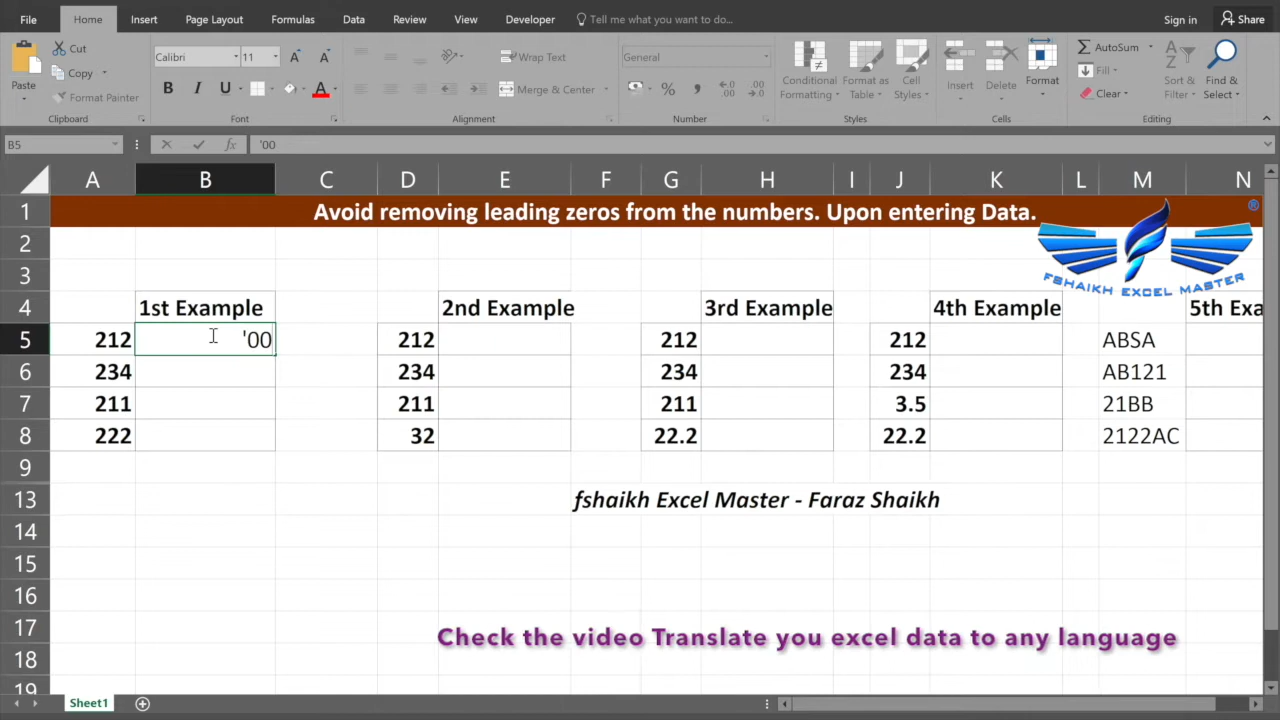 File Home Insert Page Layout Formulas Data Review View Developer Tell me what you want to do... Sign in Share
Paste Cut Copy Format Painter Clipboard
Calibri 11 A A B I U A Font
Wrap Text Merge & Center Alignment
General % , .0 .00 .00 .0 Number
Conditional Formatting Format as Table Cell Styles Styles
Insert Delete Format Cells
AutoSum Fill Clear Sort & Filter Find & Select Editing
B5 fx '00
A B C D E F G H I J K L M N
1 Avoid removing leading zeros from the numbers. Upon entering Data.
2
3
FSHAIKH EXCEL MASTER
4 1st Example 2nd Example 3rd Example 4th Example 5th Exa
5 212 '00 212 212 212 ABSA
6 234 234 234 234 AB121
7 211 211 211 3.5 21BB
8 222 32 22.2 22.2 2122AC
9
13 fshaikh Excel Master - Faraz Shaikh
14
15
16
17 Check the video Translate you excel data to any language
18
19
Sheet1